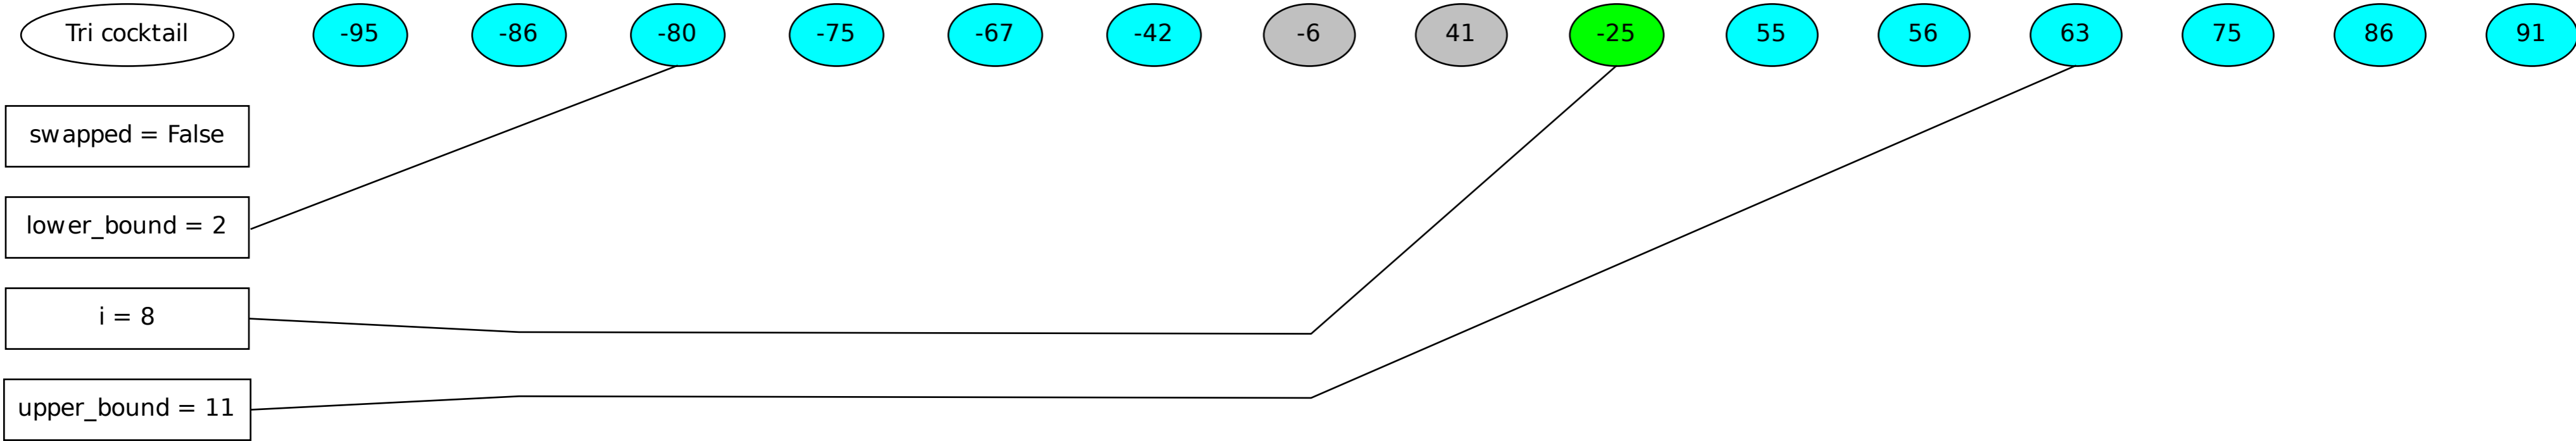 Tri cocktail -95 -86 -80 -75 -67 -42 -6 41 -25 55 56 63 75 86 91
swapped = False
lower_bound = 2
i = 8
upper_bound = 11